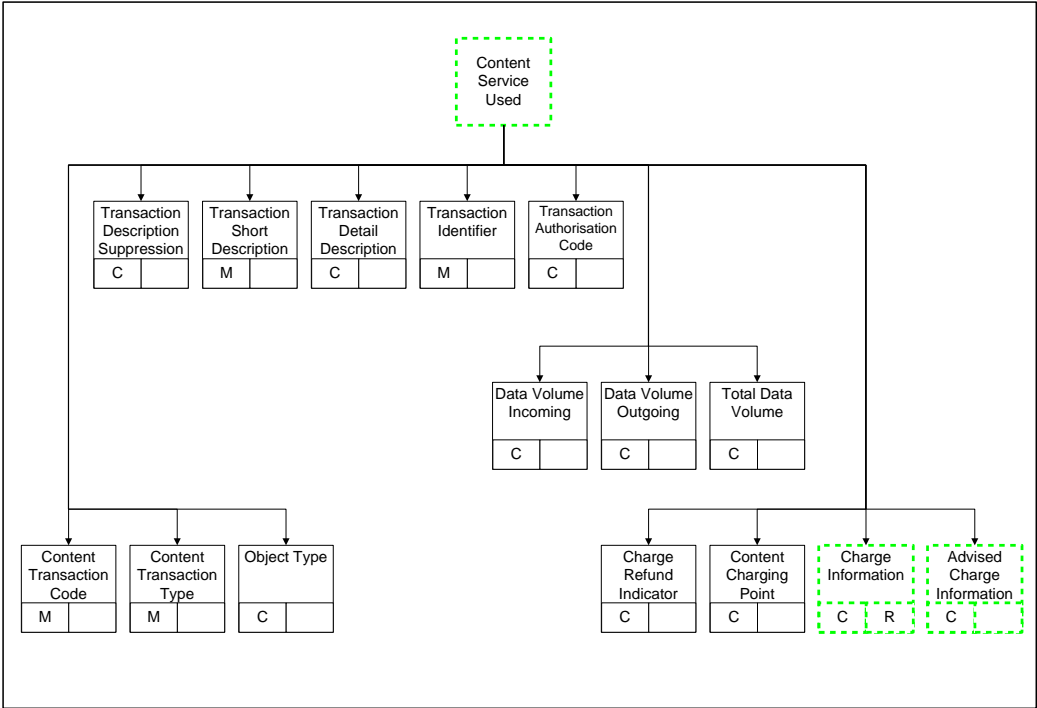 Content
Service
Used
Transaction
Description
Suppression
C
Transaction
Short
Description
M
Transaction
Detail
Description
C
Transaction
Identifier
M
Transaction
Authorisation
Code
C
Data Volume
Incoming
C
Data Volume
Outgoing
C
Total Data
Volume
C
Content
Transaction
Code
M
Content
Transaction
Type
M
Object Type
C
Charge
Refund
Indicator
C
Content
Charging
Point
C
Charge
Information
C R
Advised
Charge
Information
C